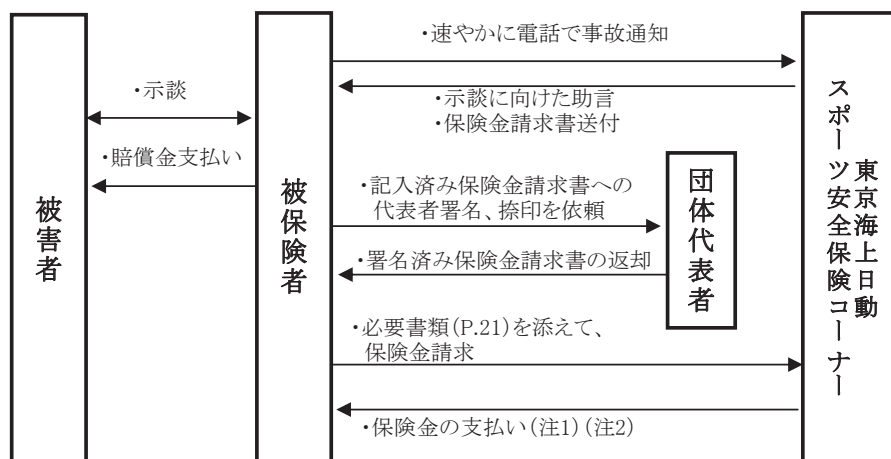 ・速やかに電話で事故通知
・示談
・示談に向けた助言
・保険金請求書送付
・賠償金支払い
・記入済み保険金請求書への
代表者署名、捺印を依頼
・署名済み保険金請求書の返却
・必要書類(P.21)を添えて、
保険金請求
・保険金の支払い(注1)(注2)
被害者
被保険者
団体代表者
東京海上日動
スポーツ安全保険コーナー